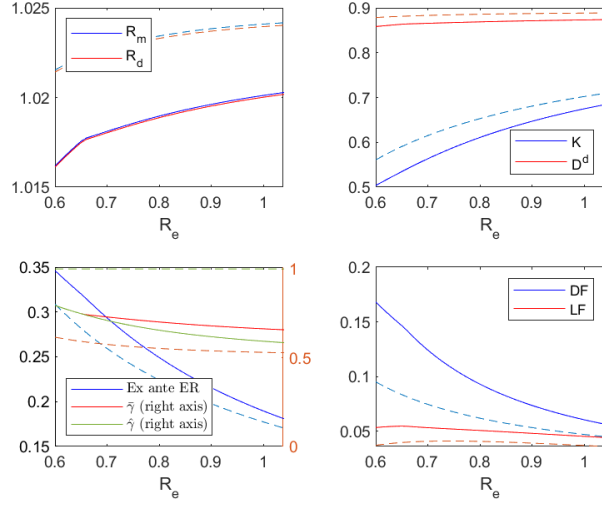 1.025
R_m
R_d
1.02
1.015
0.6 0.7 0.8 0.9 1
R_e
0.9
0.8
0.7
0.6
0.5
K
D^d
0.6 0.7 0.8 0.9 1
R_e
0.35
0.3
0.25
0.2
0.15
1
0.5
0
Ex ante ER
γ̄ (right axis)
γ̂ (right axis)
0.6 0.7 0.8 0.9 1
R_e
0.2
0.15
0.1
0.05
DF
LF
0.6 0.7 0.8 0.9 1
R_e